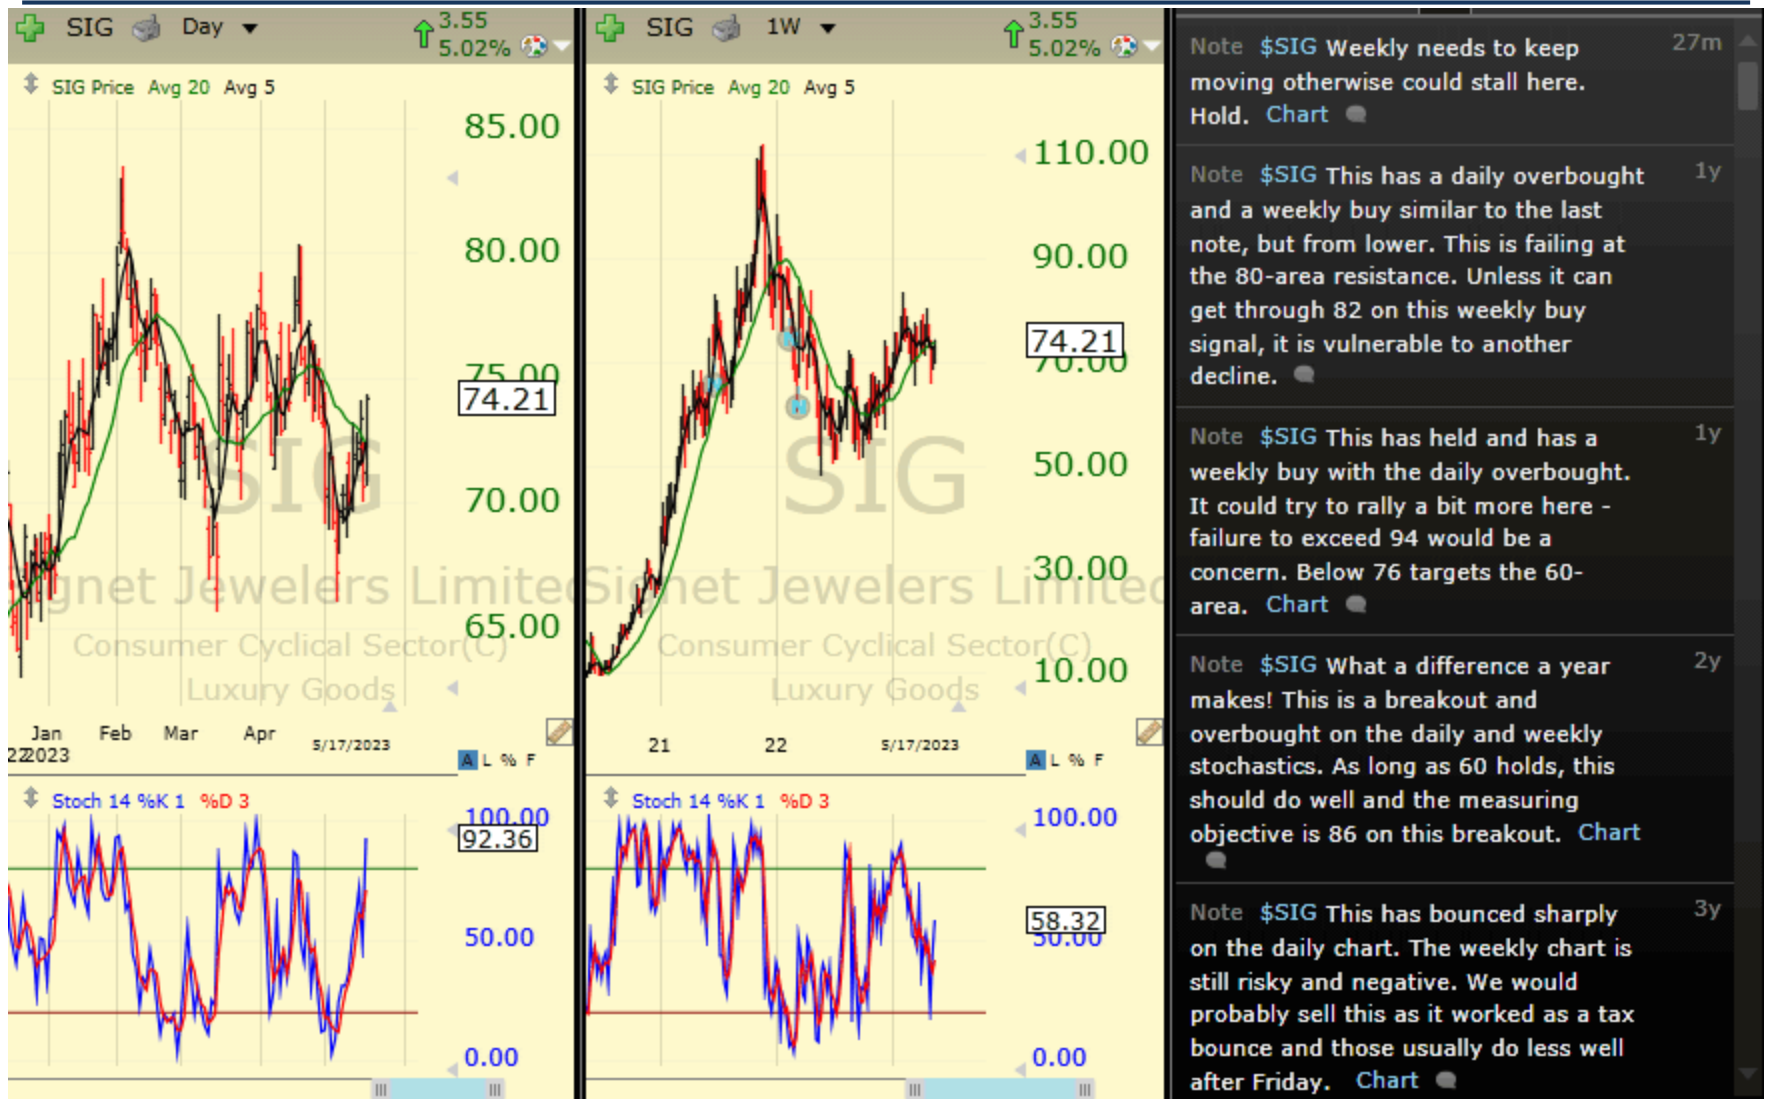 SIG Day 3.55
5.02%
SIG Price Avg 20 Avg 5
85.00
80.00
75.00
74.21
70.00
65.00
SIG
gnet Jewelers Limited
Consumer Cyclical Sector(C)
Luxury Goods
Jan Feb Mar Apr 5/17/2023
22 2023
A L % F
Stoch 14 %K 1 %D 3
100.00
92.36
50.00
0.00
SIG 1W 3.55
5.02%
SIG Price Avg 20 Avg 5
110.00
90.00
74.21
70.00
50.00
30.00
10.00
SIG
Signet Jewelers Limited
Consumer Cyclical Sector(C)
Luxury Goods
21 22 5/17/2023
A L % F
Stoch 14 %K 1 %D 3
100.00
58.32
50.00
0.00
Note $SIG Weekly needs to keep 27m
moving otherwise could stall here.
Hold. Chart
Note $SIG This has a daily overbought 1y
and a weekly buy similar to the last
note, but from lower. This is failing at
the 80-area resistance. Unless it can
get through 82 on this weekly buy
signal, it is vulnerable to another
decline.
Note $SIG This has held and has a 1y
weekly buy with the daily overbought.
It could try to rally a bit more here -
failure to exceed 94 would be a
concern. Below 76 targets the 60-
area. Chart
Note $SIG What a difference a year 2y
makes! This is a breakout and
overbought on the daily and weekly
stochastics. As long as 60 holds, this
should do well and the measuring
objective is 86 on this breakout. Chart
Note $SIG This has bounced sharply 3y
on the daily chart. The weekly chart is
still risky and negative. We would
probably sell this as it worked as a tax
bounce and those usually do less well
after Friday. Chart